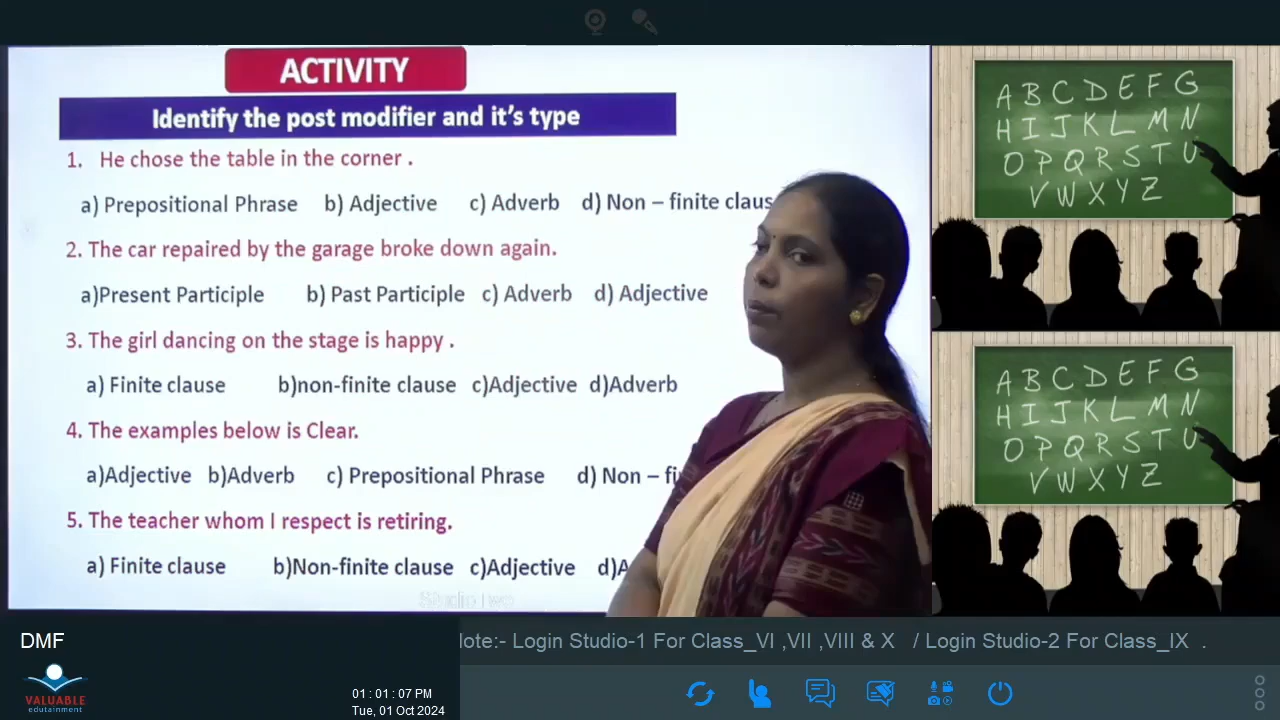 ACTIVITY
Identify the post modifier and it's type
1. He chose the table in the corner .
a) Prepositional Phrase b) Adjective c) Adverb d) Non – finite claus
2. The car repaired by the garage broke down again.
a)Present Participle b) Past Participle c) Adverb d) Adjective
3. The girl dancing on the stage is happy .
a) Finite clause b)non-finite clause c)Adjective d)Adverb
4. The examples below is Clear.
a)Adjective b)Adverb c) Prepositional Phrase d) Non – fi
5. The teacher whom I respect is retiring.
a) Finite clause b)Non-finite clause c)Adjective d)A
Studio Two
A B C D E F G
H I J K L M N
O P Q R S T U
V W X Y Z
A B C D E F G
H I J K L M N
O P Q R S T U
V W X Y Z
DMF
lote:- Login Studio-1 For Class_VI ,VII ,VIII & X / Login Studio-2 For Class_IX .
VALUABLE
edutainment
01 : 01 : 07 PM
Tue, 01 Oct 2024